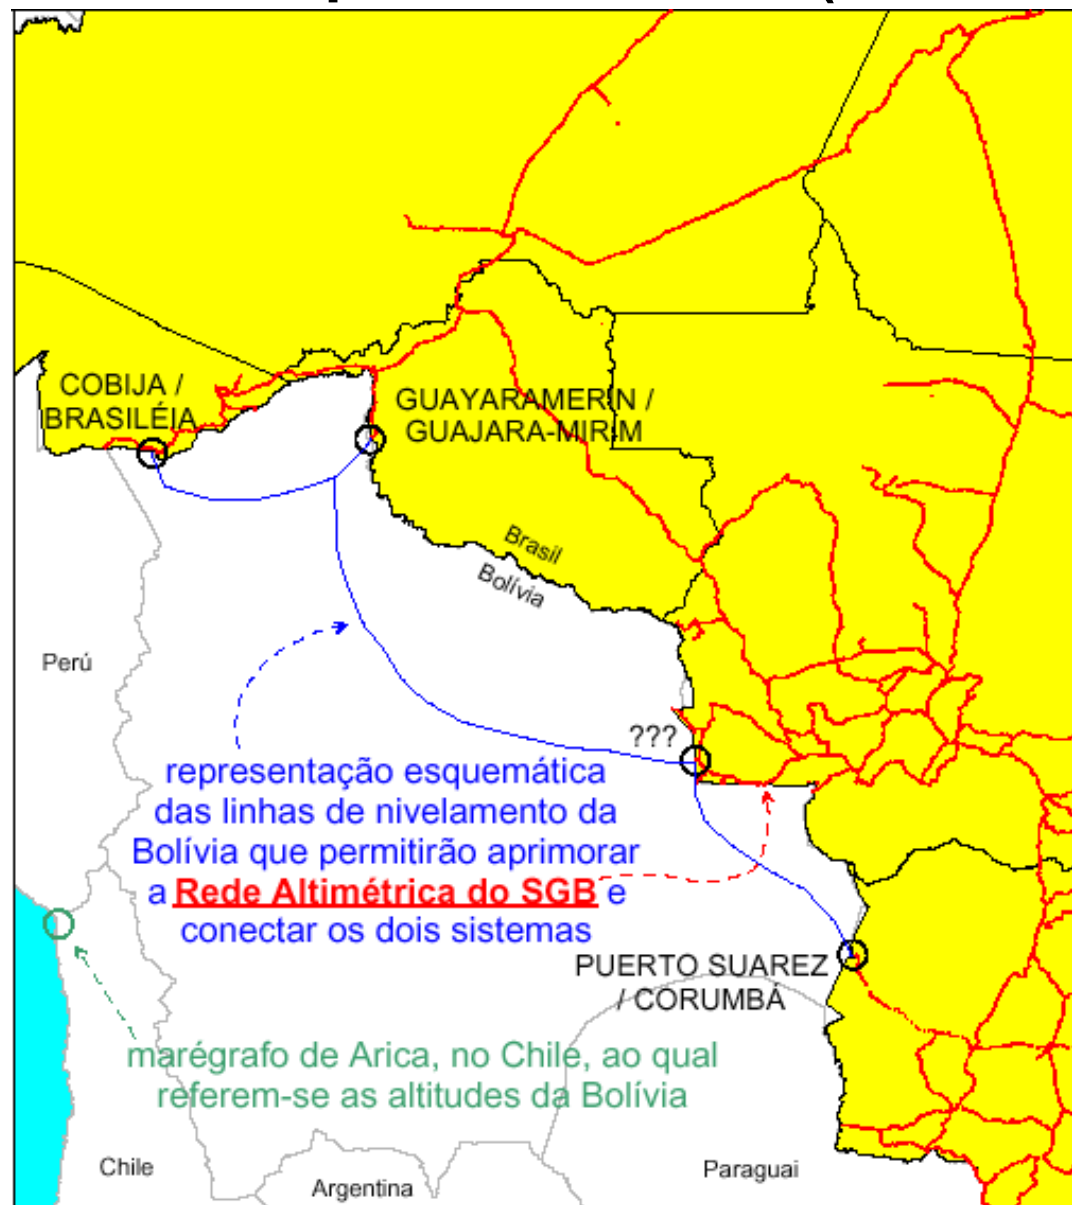 COBIJA /
BRASILÉIA
GUAYARAMERÍN /
GUAJARA-MIRIM
Brasil
Bolívia
Perú
???
representação esquemática
das linhas de nivelamento da
Bolívia que permitirão aprimorar
a Rede Altimétrica do SGB e
conectar os dois sistemas
PUERTO SUAREZ
/ CORUMBÁ
marégrafo de Arica, no Chile, ao qual
referem-se as altitudes da Bolívia
Chile
Argentina
Paraguai